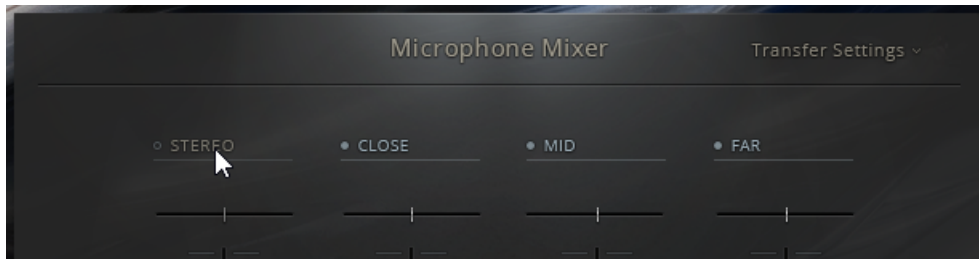 Microphone Mixer
Transfer Settings
STEREO CLOSE MID FAR